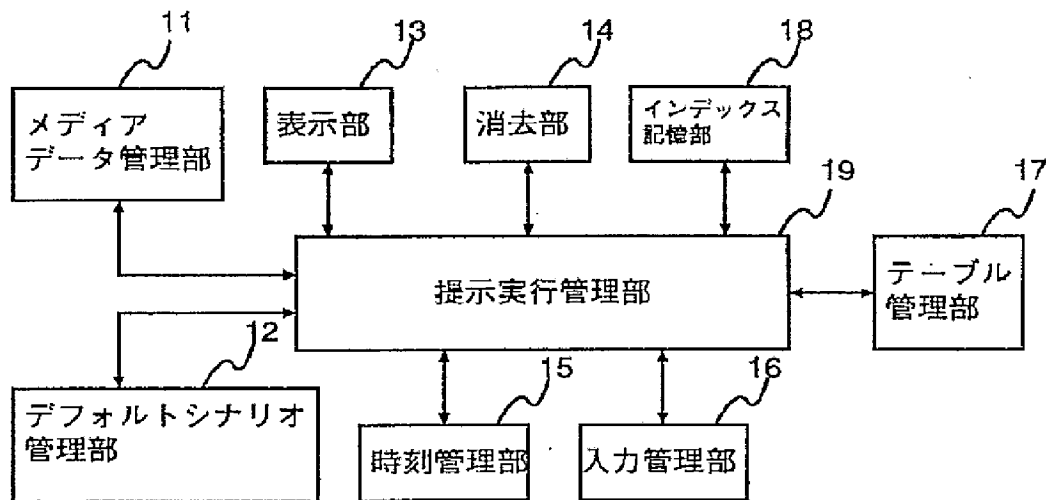 11
メディア
データ管理部
13
表示部
14
消去部
18
インデックス
記憶部
19
提示実行管理部
17
テーブル
管理部
12
デフォルトシナリオ
管理部
15
時刻管理部
16
入力管理部